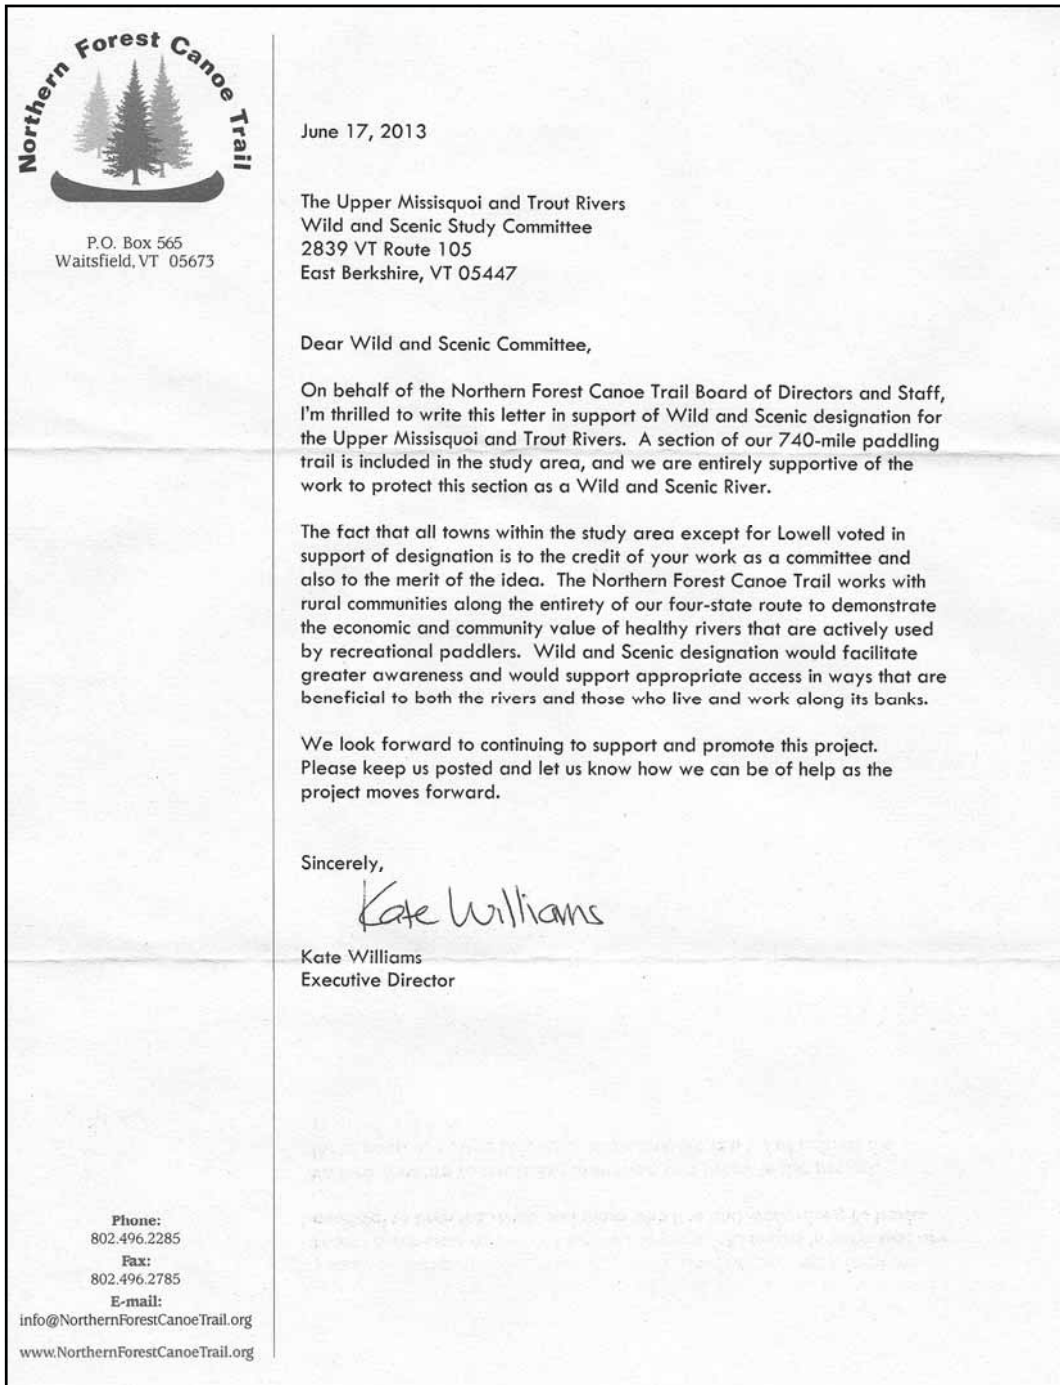 Northern Forest Canoe Trail
P.O. Box 565
Waitsfield, VT 05673
June 17, 2013
The Upper Missisquoi and Trout Rivers
Wild and Scenic Study Committee
2839 VT Route 105
East Berkshire, VT 05447
Dear Wild and Scenic Committee,
On behalf of the Northern Forest Canoe Trail Board of Directors and Staff,
I'm thrilled to write this letter in support of Wild and Scenic designation for
the Upper Missisquoi and Trout Rivers. A section of our 740-mile paddling
trail is included in the study area, and we are entirely supportive of the
work to protect this section as a Wild and Scenic River.
The fact that all towns within the study area except for Lowell voted in
support of designation is to the credit of your work as a committee and
also to the merit of the idea. The Northern Forest Canoe Trail works with
rural communities along the entirety of our four-state route to demonstrate
the economic and community value of healthy rivers that are actively used
by recreational paddlers. Wild and Scenic designation would facilitate
greater awareness and would support appropriate access in ways that are
beneficial to both the rivers and those who live and work along its banks.
We look forward to continuing to support and promote this project.
Please keep us posted and let us know how we can be of help as the
project moves forward.
Sincerely,
Kate Williams
Kate Williams
Executive Director
Phone:
802.496.2285
Fax:
802.496.2785
E-mail:
info@NorthernForestCanoeTrail.org
www.NorthernForestCanoeTrail.org